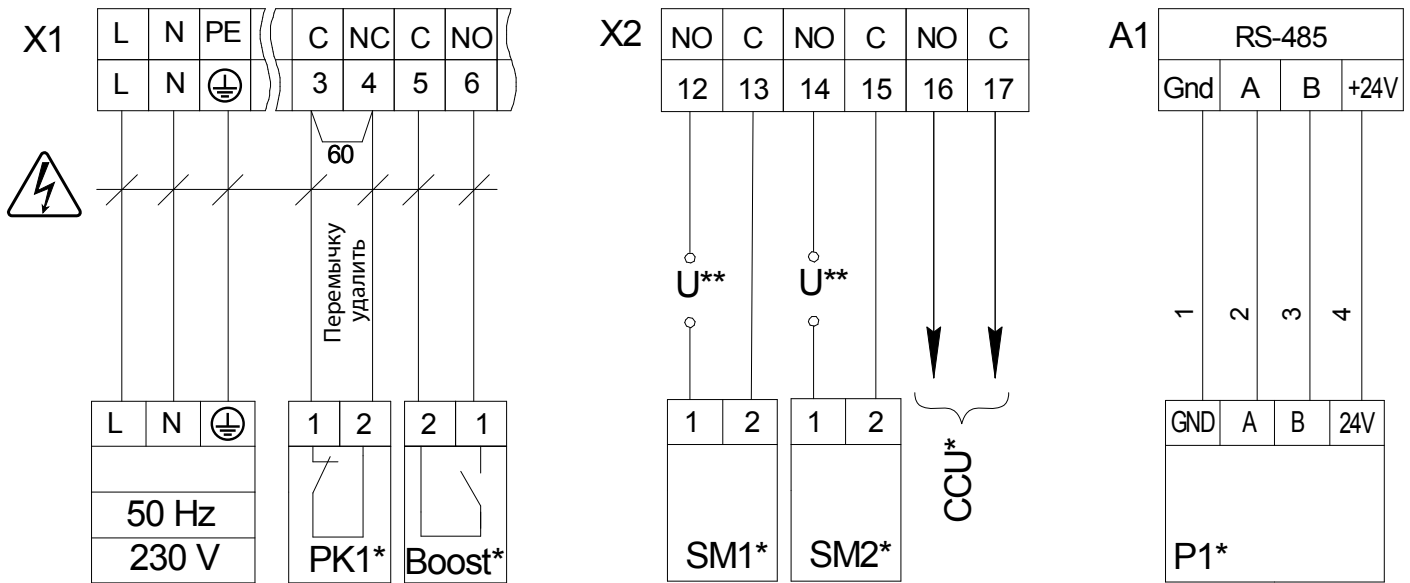 X1
L N PE C NC C NO
L N 3 4 5 6
60
Перемычку
удалить
L N
50 Hz
230 V
1 2
PK1*
2 1
Boost*
X2
NO C NO C NO C
12 13 14 15 16 17
U** U**
1 2
SM1*
1 2
SM2*
CCU*
A1
RS-485
Gnd A B +24V
1 2 3 4
GND A B 24V
P1*